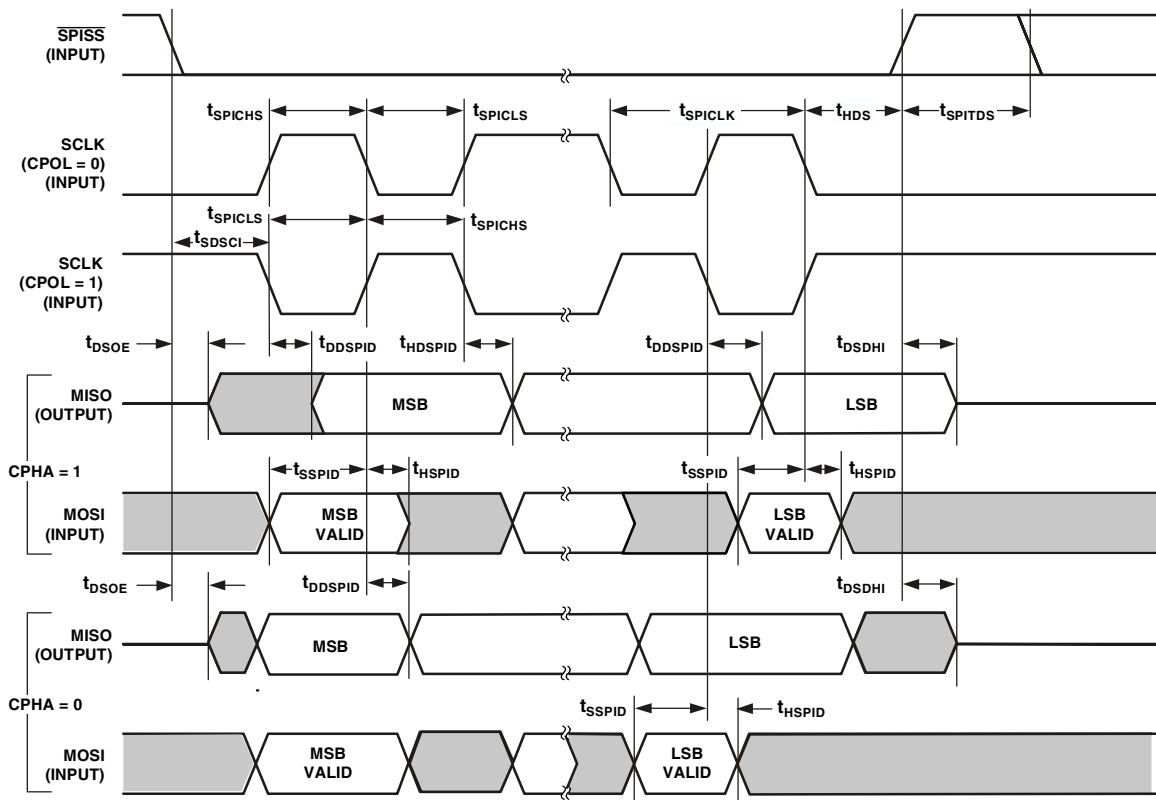 SPISS
(INPUT)
tSPICHS
tSPICLS
tSPICLK
tHDS
tSPITDS
SCLK
(CPOL = 0)
(INPUT)
tSPICLS
tSPICHS
tSDSCI
SCLK
(CPOL = 1)
(INPUT)
tDSOE
tDDSPID
tHDSPID
tDDSPID
tDSDHI
MISO
(OUTPUT)
MSB
LSB
CPHA = 1
tSSPID
tHSPID
tSSPID
tHSPID
MOSI
(INPUT)
MSB
VALID
LSB
VALID
tDSOE
tDDSPID
tDSDHI
MISO
(OUTPUT)
MSB
LSB
CPHA = 0
tSSPID
tHSPID
MOSI
(INPUT)
MSB
VALID
LSB
VALID